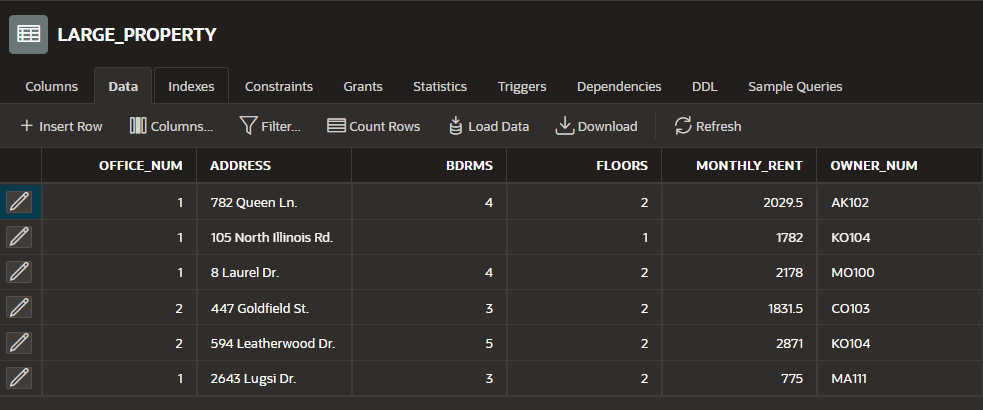 LARGE_PROPERTY
Columns Data Indexes Constraints Grants Statistics Triggers Dependencies DDL Sample Queries
Insert Row Columns... Filter... Count Rows Load Data Download Refresh
OFFICE_NUM ADDRESS BDRMS FLOORS MONTHLY_RENT OWNER_NUM
1 782 Queen Ln. 4 2 2029.5 AK102
1 105 North Illinois Rd. 1 1782 KO104
1 8 Laurel Dr. 4 2 2178 MO100
2 447 Goldfield St. 3 2 1831.5 CO103
2 594 Leatherwood Dr. 5 2 2871 KO104
1 2643 Lugsi Dr. 3 2 775 MA111